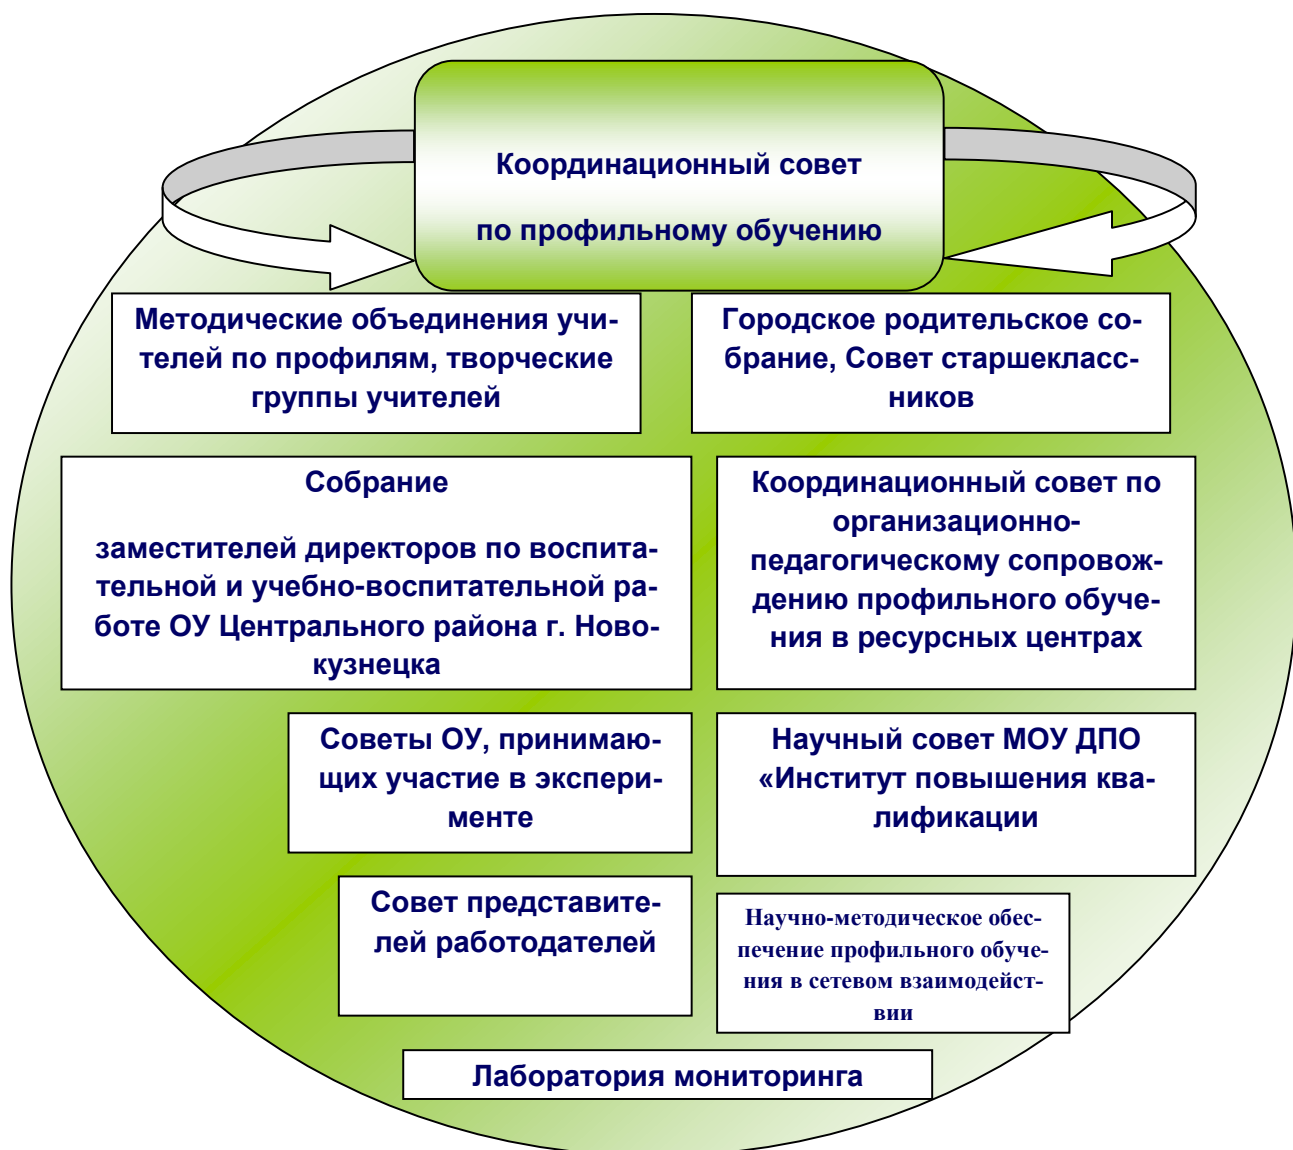 Координационный совет
по профильному обучению
Методические объединения учи-
телей по профилям, творческие
группы учителей
Городское родительское со-
брание, Совет старшекласс-
ников
Собрание
заместителей директоров по воспита-
тельной и учебно-воспитательной ра-
боте ОУ Центрального района г. Ново-
кузнецка
Координационный совет по
организационно-
педагогическому сопровож-
дению профильного обуче-
ния в ресурсных центрах
Советы ОУ, принимаю-
щих участие в экспери-
менте
Научный совет МОУ ДПО
«Институт повышения ква-
лификации
Совет представите-
лей работодателей
Научно-методическое обес-
печение профильного обуче-
ния в сетевом взаимодейст-
вии
Лаборатория мониторинга